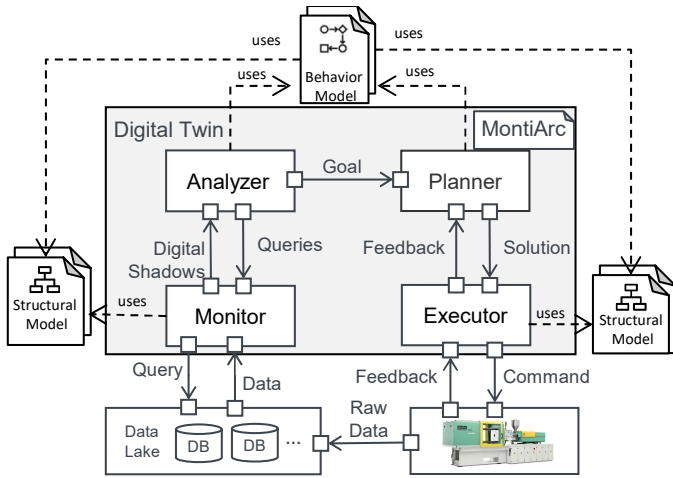 uses
uses
Behavior
Model
uses
uses
Digital Twin
MontiArc
Analyzer
Goal
Planner
Digital
Shadows
Queries
Feedback
Solution
Structural
Model
uses
Monitor
Executor
uses
Structural
Model
Query
Data
Feedback
Command
Data
Lake
DB
DB
...
Raw
Data